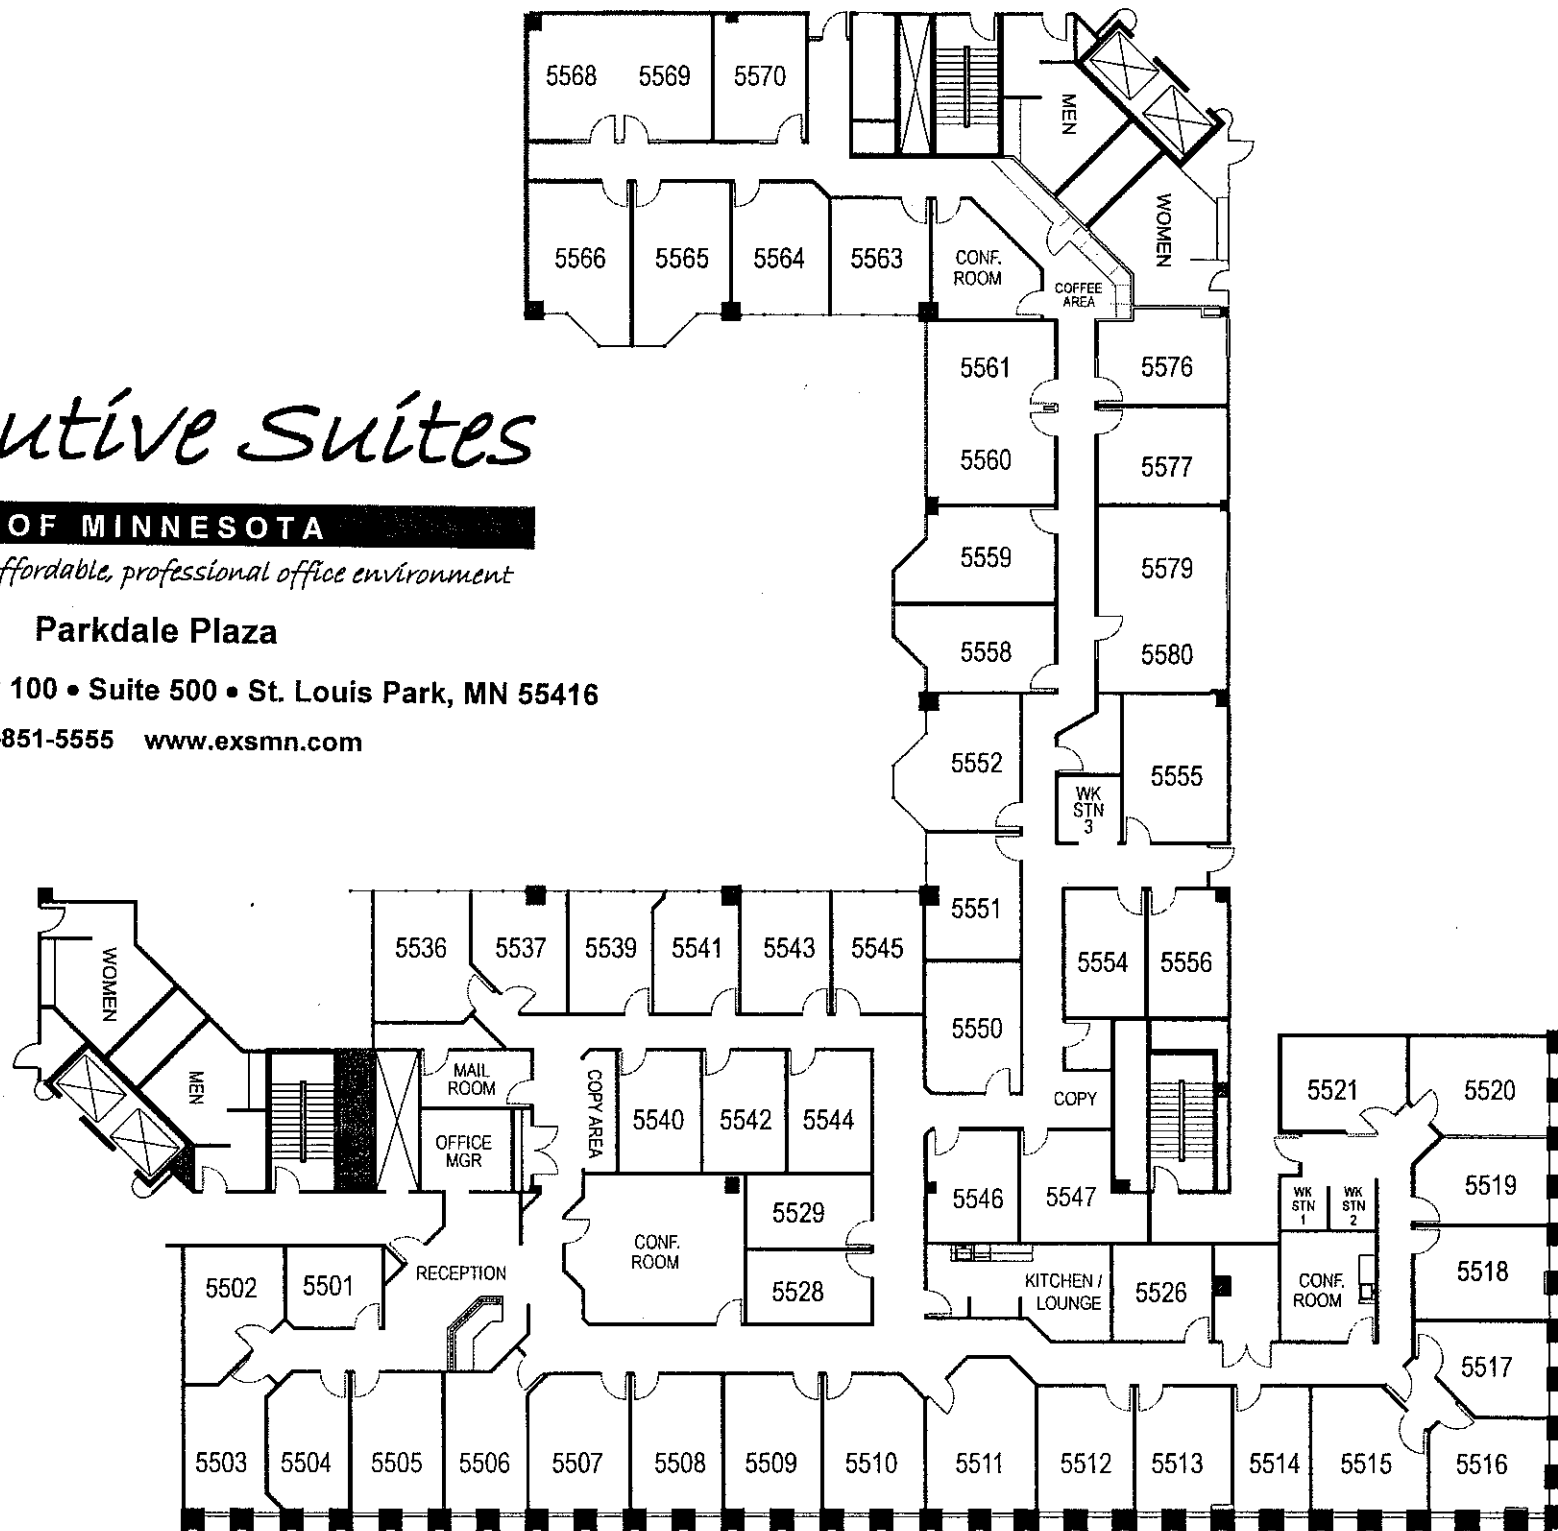 5568 5569 5570
MEN
WOMEN
5566 5565 5564 5563
CONF.
ROOM
COFFEE
AREA
5561 5576
5560 5577
utive Suites
OF MINNESOTA
ffordable, professional office environment
Parkdale Plaza
100 • Suite 500 • St. Louis Park, MN 55416
-851-5555 www.exsmn.com
5559 5579
5558 5580
5552 5555
WK
STN
3
5551
5554 5556
5536 5537 5539 5541 5543 5545
WOMEN
5550
MEN
MAIL
ROOM
COPY AREA
COPY
5540 5542 5544
OFFICE
MGR
5521 5520
5546 5547
WK
STN
1
WK
STN
2
5519
5529
CONF.
ROOM
5528
5502 5501
RECEPTION
KITCHEN /
LOUNGE
5526
CONF.
ROOM
5518
5517
5503 5504 5505 5506 5507 5508 5509 5510 5511 5512 5513 5514 5515 5516